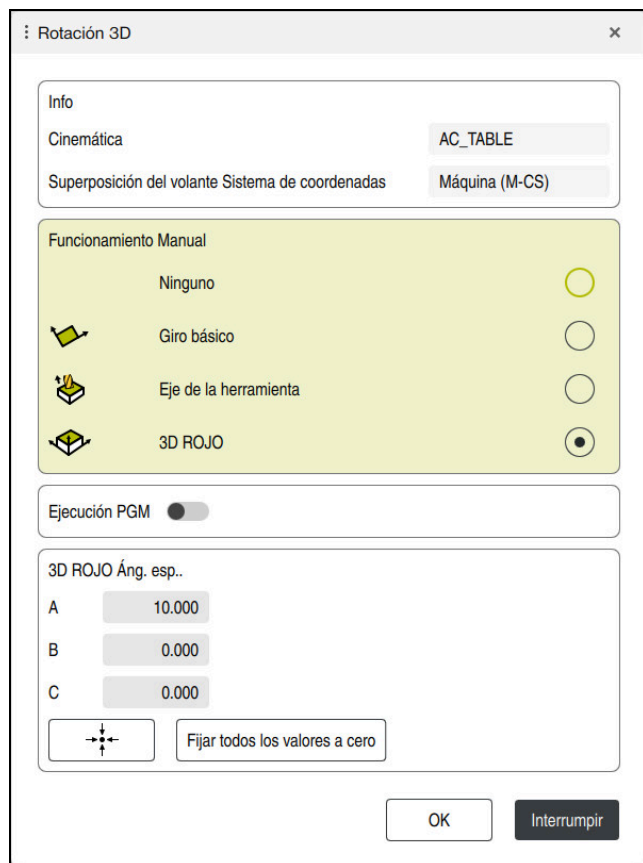 Rotación 3D
Info
Cinemática AC_TABLE
Superposición del volante Sistema de coordenadas Máquina (M-CS)
Funcionamiento Manual
Ninguno
Giro básico
Eje de la herramienta
3D ROJO
Ejecución PGM
3D ROJO Áng. esp..
A 10.000
B 0.000
C 0.000
Fijar todos los valores a cero
OK Interrumpir